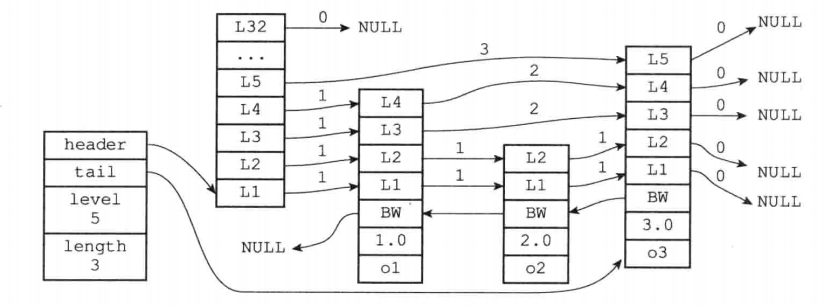 header
tail
level
5
length
3
L32
...
L5
L4
L3
L2
L1
0
NULL
3
1
1
1
1
L4
L3
L2
L1
BW
1.0
o1
NULL
2
2
1
1
L2
L1
BW
2.0
o2
1
1
L5
L4
L3
L2
L1
BW
3.0
o3
0
NULL
0
NULL
0
NULL
0
NULL
0
NULL